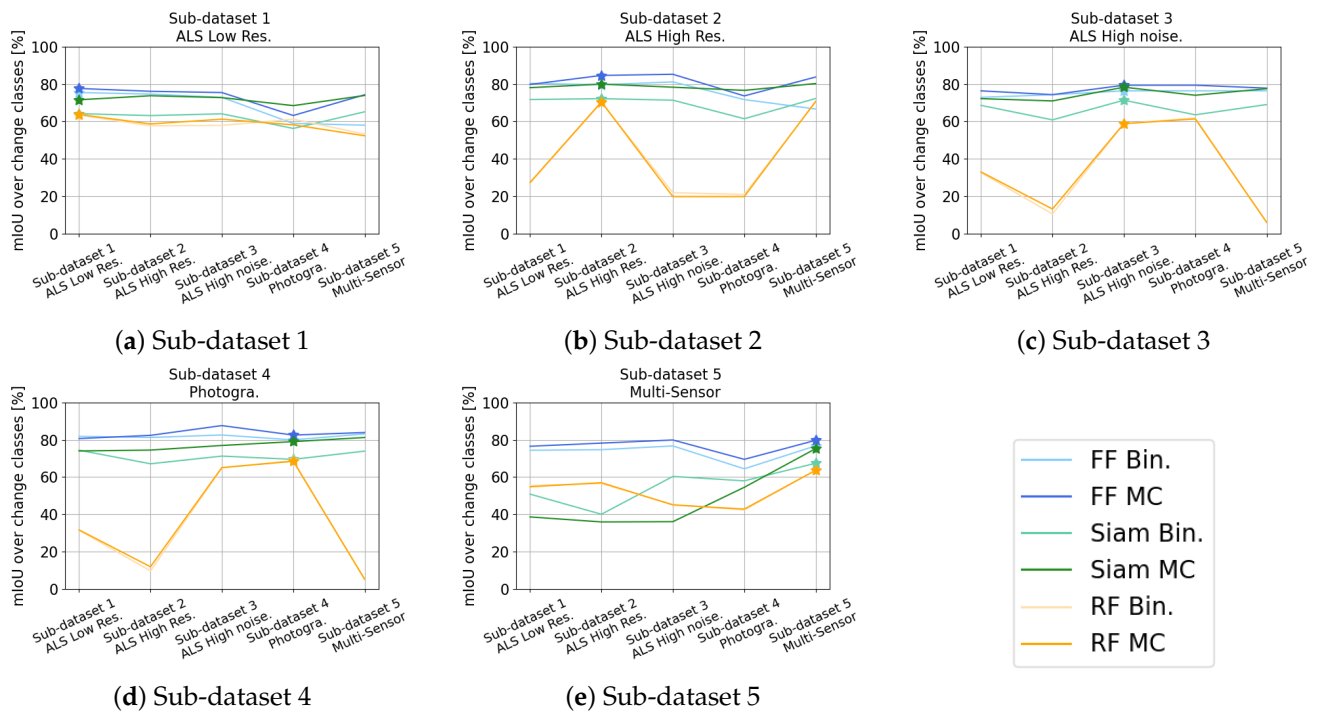 Sub-dataset 1
ALS Low Res.
mIoU over change classes [%]
100
80
60
40
20
0
Sub-dataset 1
ALS Low Res.
Sub-dataset 2
ALS High Res.
Sub-dataset 3
ALS High noise.
Sub-dataset 4
Photogra.
Sub-dataset 5
Multi-Sensor
(a) Sub-dataset 1
Sub-dataset 2
ALS High Res.
mIoU over change classes [%]
100
80
60
40
20
0
Sub-dataset 1
ALS Low Res.
Sub-dataset 2
ALS High Res.
Sub-dataset 3
ALS High noise.
Sub-dataset 4
Photogra.
Sub-dataset 5
Multi-Sensor
(b) Sub-dataset 2
Sub-dataset 3
ALS High noise.
mIoU over change classes [%]
100
80
60
40
20
0
Sub-dataset 1
ALS Low Res.
Sub-dataset 2
ALS High Res.
Sub-dataset 3
ALS High noise.
Sub-dataset 4
Photogra.
Sub-dataset 5
Multi-Sensor
(c) Sub-dataset 3
Sub-dataset 4
Photogra.
mIoU over change classes [%]
100
80
60
40
20
0
Sub-dataset 1
ALS Low Res.
Sub-dataset 2
ALS High Res.
Sub-dataset 3
ALS High noise.
Sub-dataset 4
Photogra.
Sub-dataset 5
Multi-Sensor
(d) Sub-dataset 4
Sub-dataset 5
Multi-Sensor
mIoU over change classes [%]
100
80
60
40
20
0
Sub-dataset 1
ALS Low Res.
Sub-dataset 2
ALS High Res.
Sub-dataset 3
ALS High noise.
Sub-dataset 4
Photogra.
Sub-dataset 5
Multi-Sensor
(e) Sub-dataset 5
FF Bin.
FF MC
Siam Bin.
Siam MC
RF Bin.
RF MC